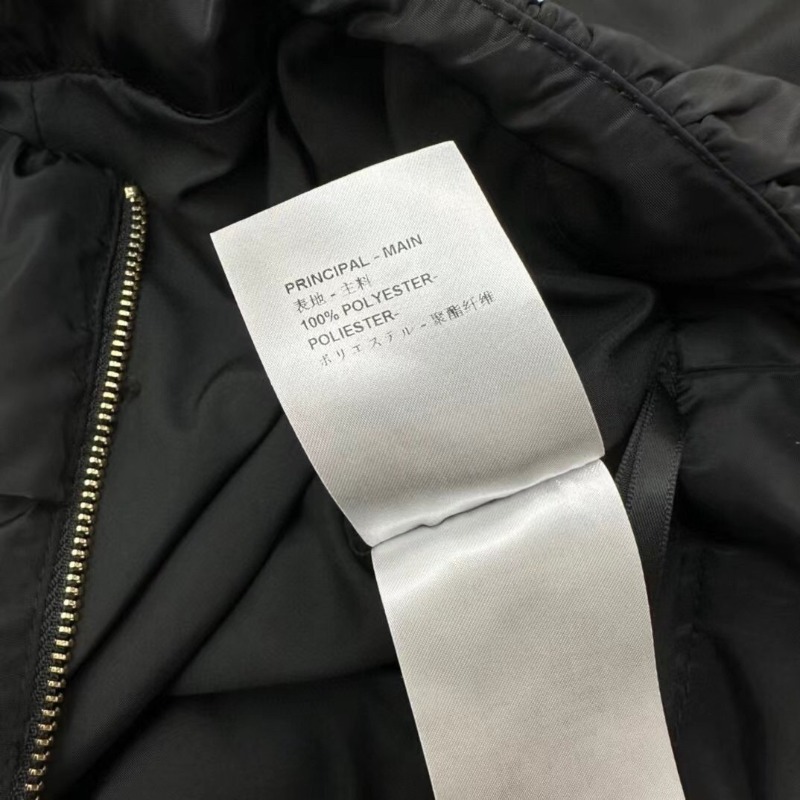 PRINCIPAL - MAIN
表地 - 主料
100% POLYESTER-
POLIESTER-
ポリエステル - 聚酯纤维